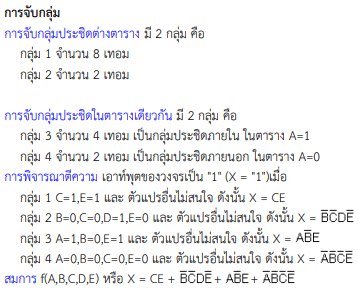 การจับกลุ่ม
การจับกลุ่มประชิดต่างตาราง มี 2 กลุ่ม คือ
กลุ่ม 1 จำนวน 8 เทอม
กลุ่ม 2 จำนวน 2 เทอม
การจับกลุ่มประชิดในตารางเดียวกัน มี 2 กลุ่ม คือ
กลุ่ม 3 จำนวน 4 เทอม เป็นกลุ่มประชิดภายใน ในตาราง A=1
กลุ่ม 4 จำนวน 2 เทอม เป็นกลุ่มประชิดภายนอก ในตาราง A=0
การพิจารณาตีความ เอาท์พุตของวงจรเป็น "1" (X = "1")เมื่อ
กลุ่ม 1 C=1,E=1 และ ตัวแปรอื่นไม่สนใจ ดังนั้น X = CE
กลุ่ม 2 B=0,C=0,D=1,E=0 และ ตัวแปรอื่นไม่สนใจ ดังนั้น X = B̅C̅DE̅
กลุ่ม 3 A=1,B=0,E=1 และ ตัวแปรอื่นไม่สนใจ ดังนั้น X = AB̅E
กลุ่ม 4 A=0,B=0,C=0,E=0 และ ตัวแปรอื่นไม่สนใจ ดังนั้น X = A̅B̅C̅E̅
สมการ f(A,B,C,D,E) หรือ X = CE + B̅C̅DE̅ + AB̅E + A̅B̅C̅E̅